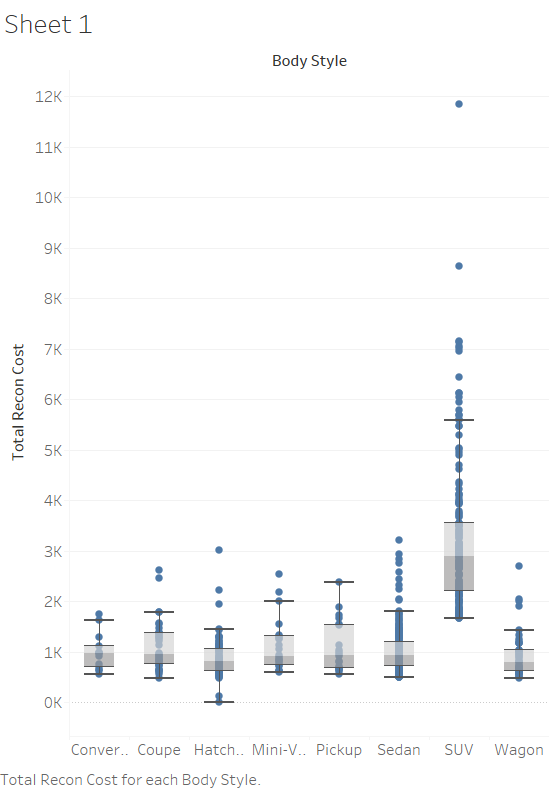 Sheet 1
Body Style
12K
11K
10K
9K
8K
7K
6K
5K
4K
3K
2K
1K
0K
Total Recon Cost
Conver.. Coupe Hatch.. Mini-V.. Pickup Sedan SUV Wagon
Total Recon Cost for each Body Style.